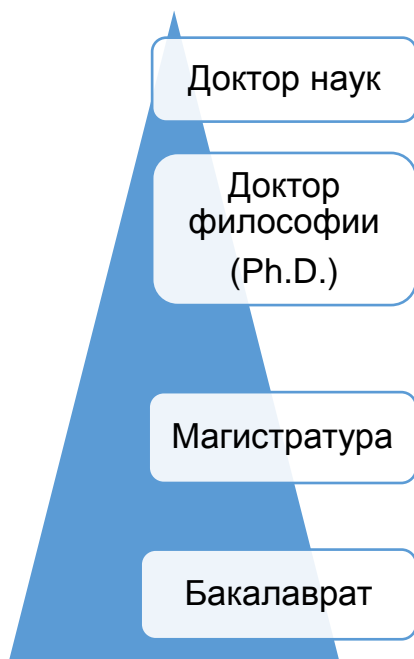 Доктор наук
Доктор
философии
(Ph.D.)
Магистратура
Бакалаврат